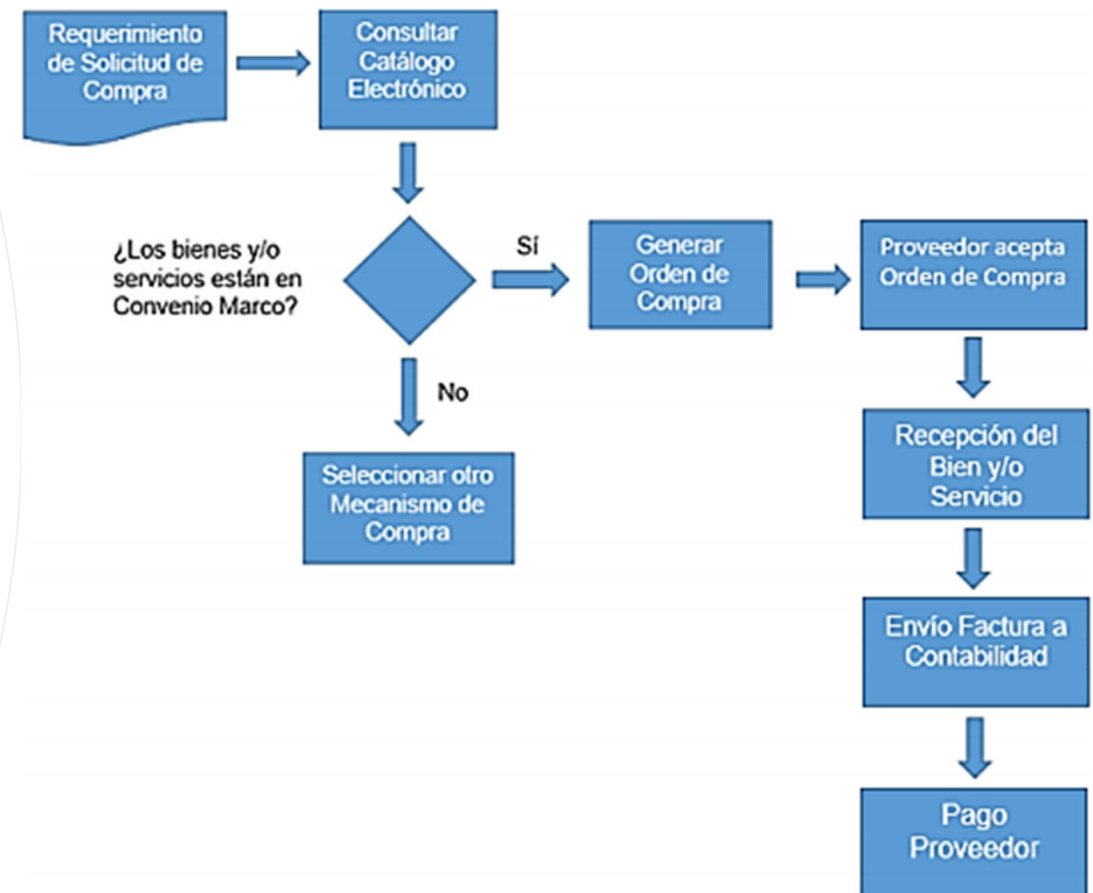 Requerimiento
de Solicitud de
Compra
Consultar
Catálogo
Electrónico
¿Los bienes y/o
servicios están en
Convenio Marco?
Sí
Generar
Orden de
Compra
Proveedor acepta
Orden de Compra
No
Seleccionar otro
Mecanismo de
Compra
Recepción del
Bien y/o
Servicio
Envío Factura a
Contabilidad
Pago
Proveedor